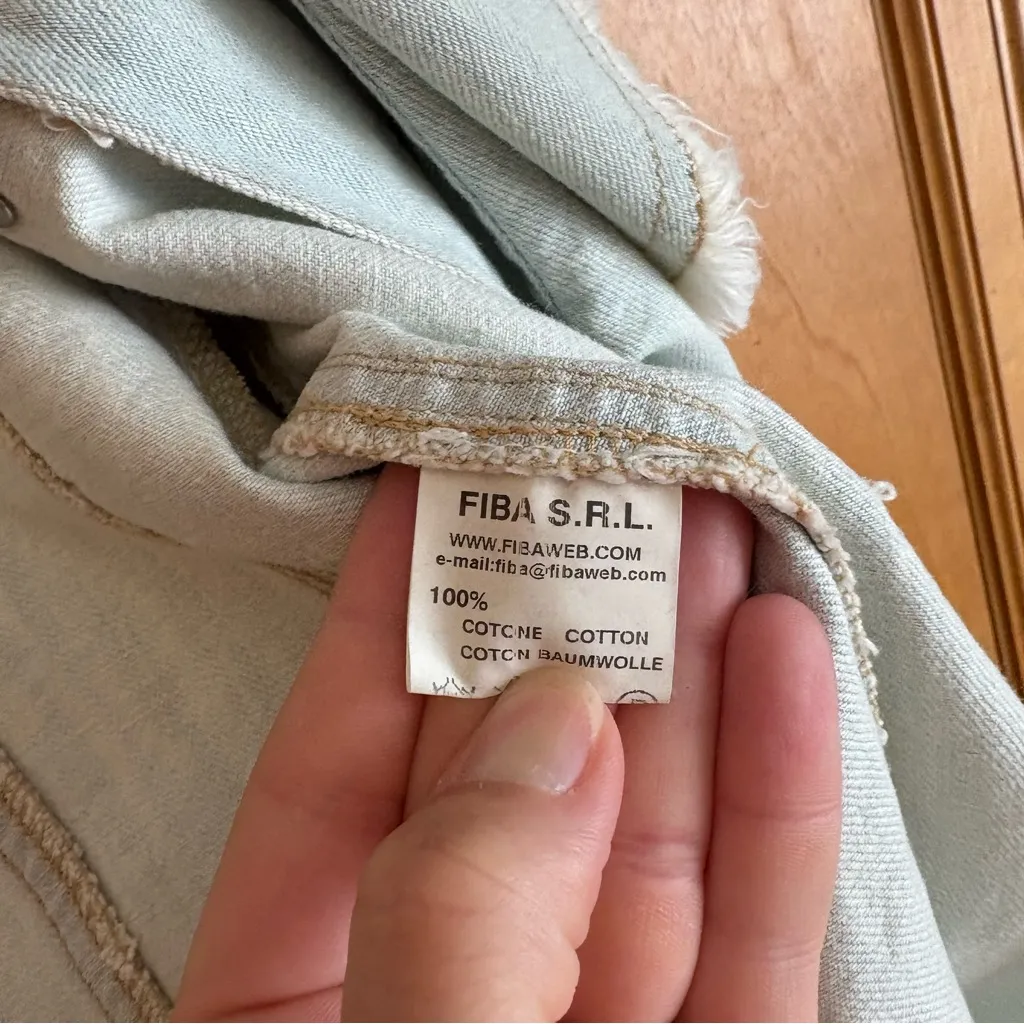 FIBA S.R.L.
WWW.FIBAWEB.COM
e-mail:fiba@fibaweb.com
100%
COTONE COTTON
COTON BAUMWOLLE